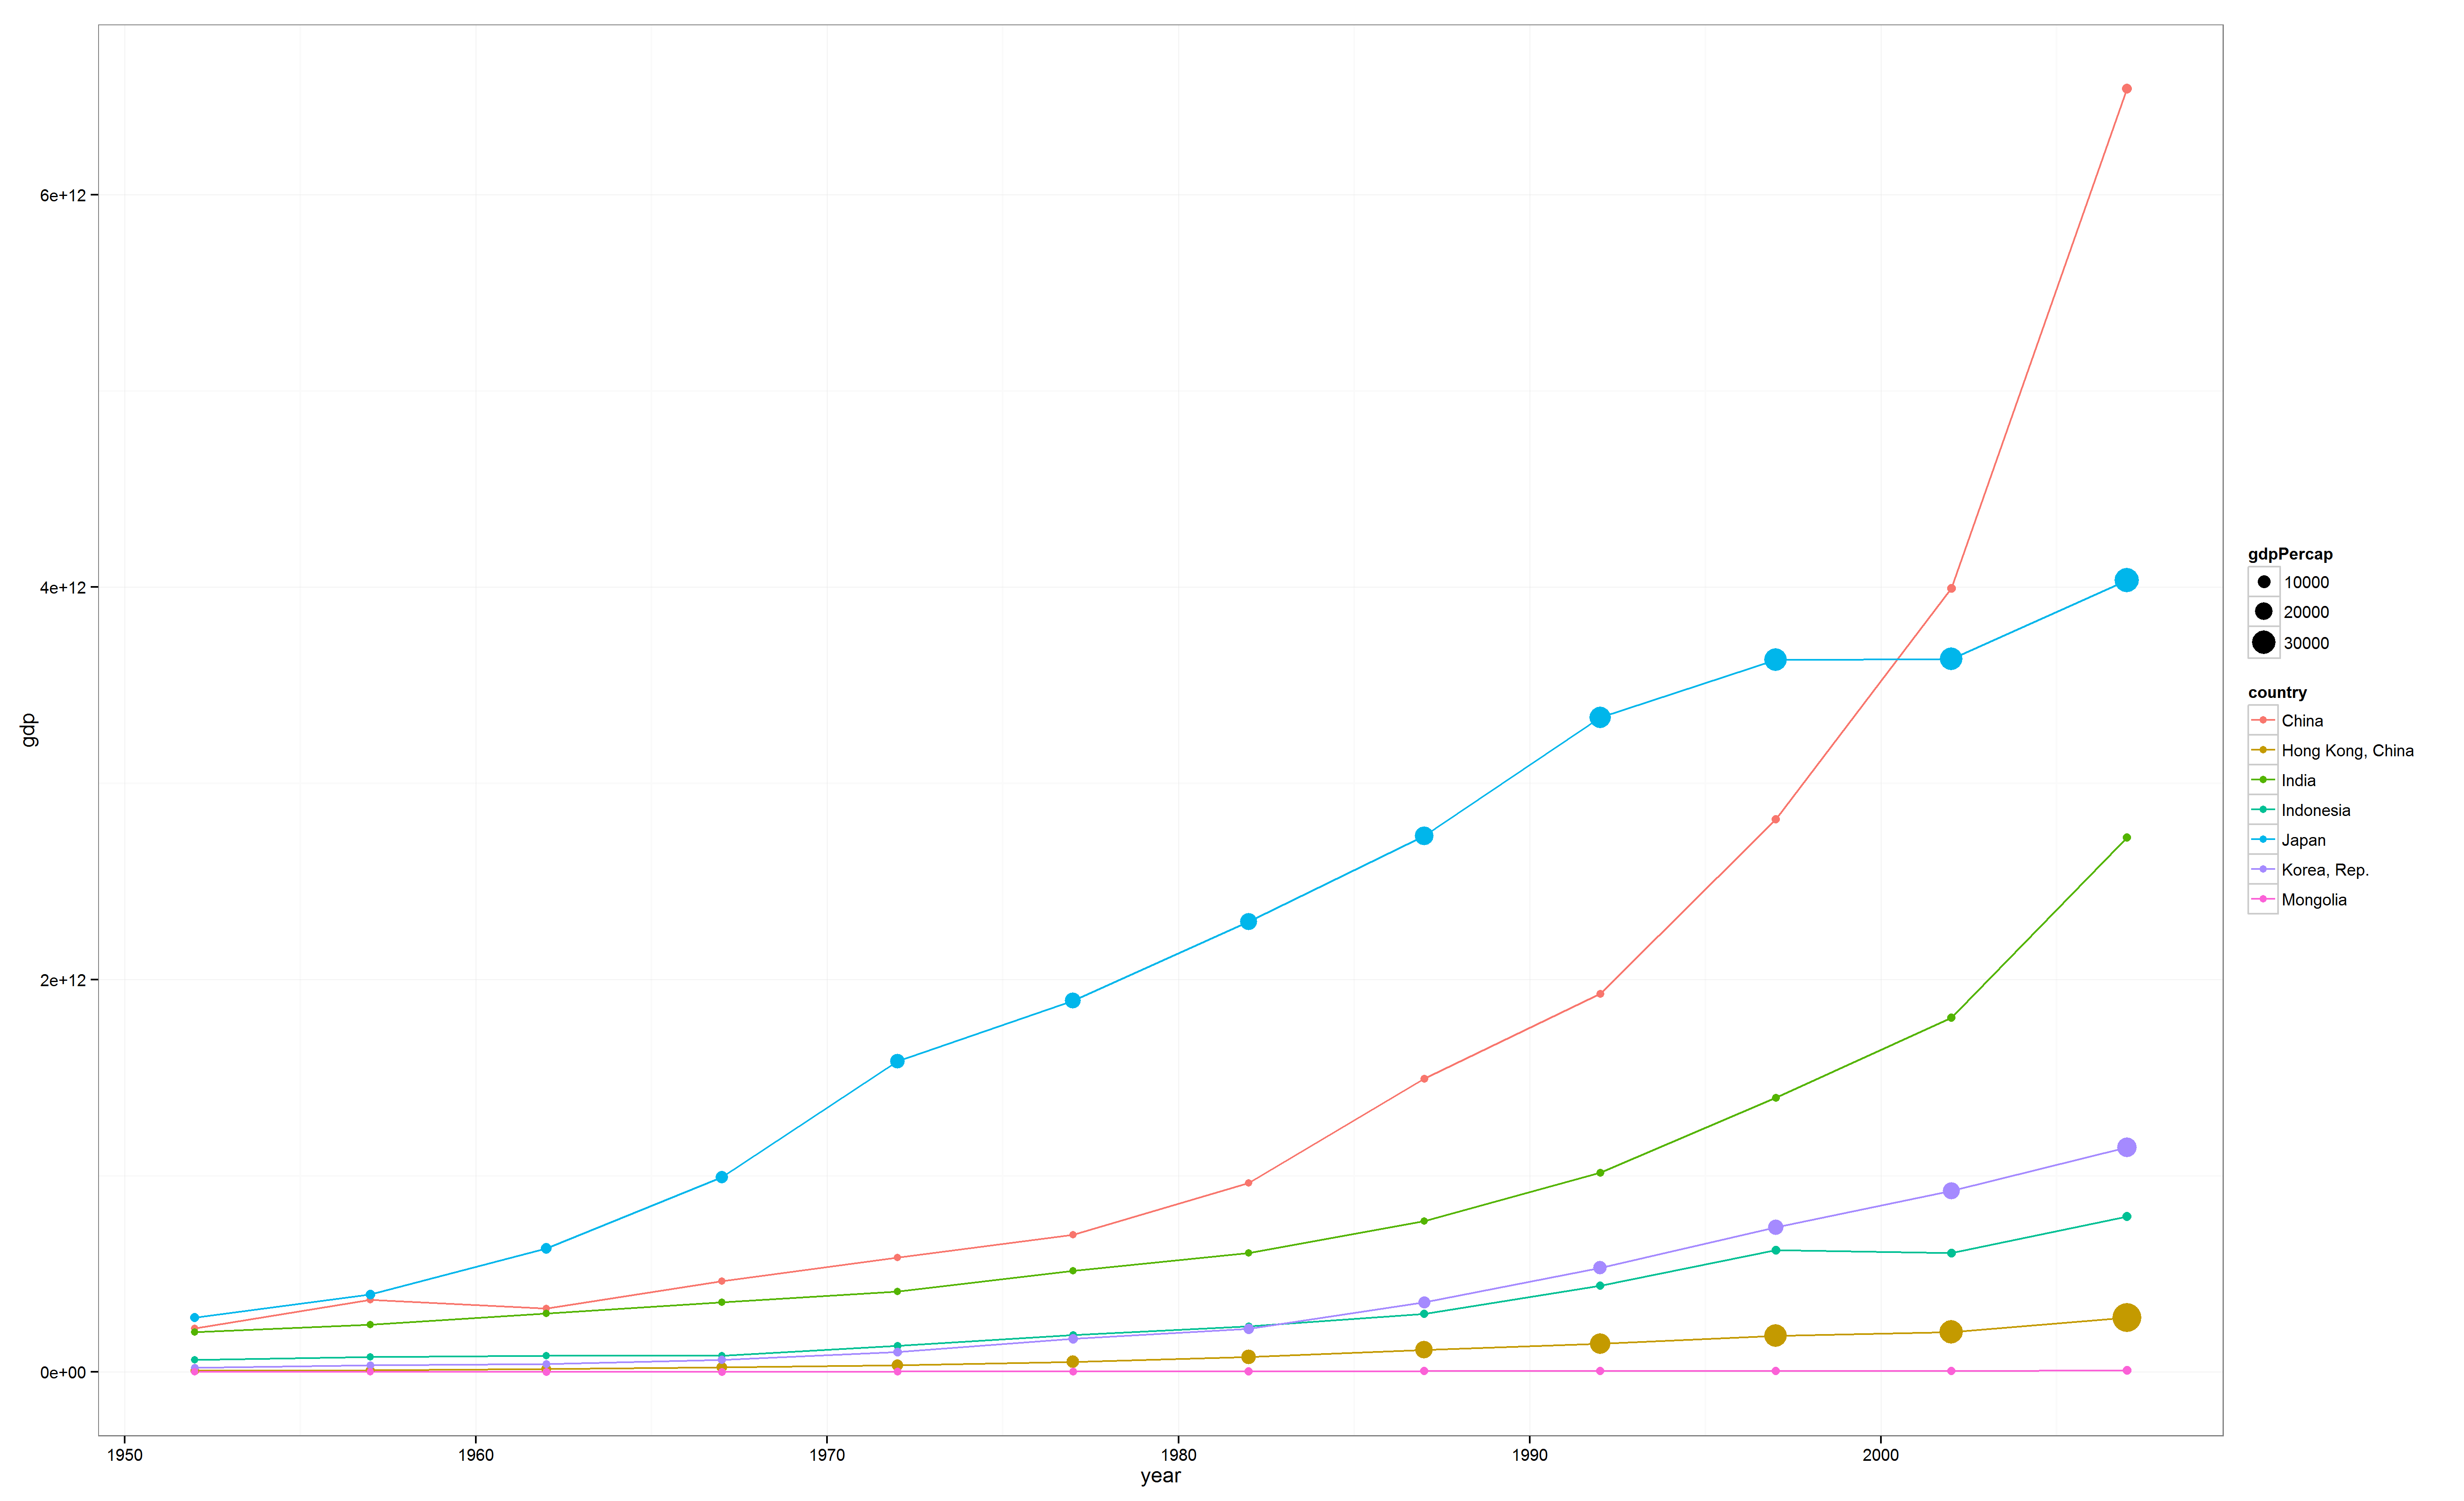 6e+12
4e+12
2e+12
0e+00
gdp
1950 1960 1970 1980 1990 2000
year
gdpPercap
10000
20000
30000
country
China
Hong Kong, China
India
Indonesia
Japan
Korea, Rep.
Mongolia